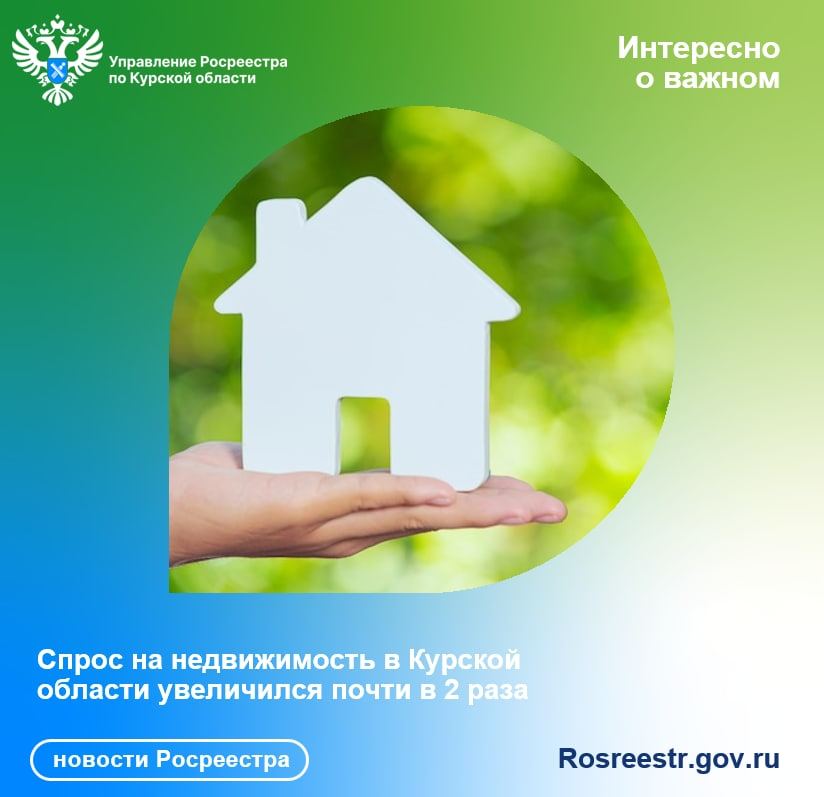 Управление Росреестра
по Курской области
Интересно
о важном
Спрос на недвижимость в Курской
области увеличился почти в 2 раза
новости Росреестра
Rosreestr.gov.ru